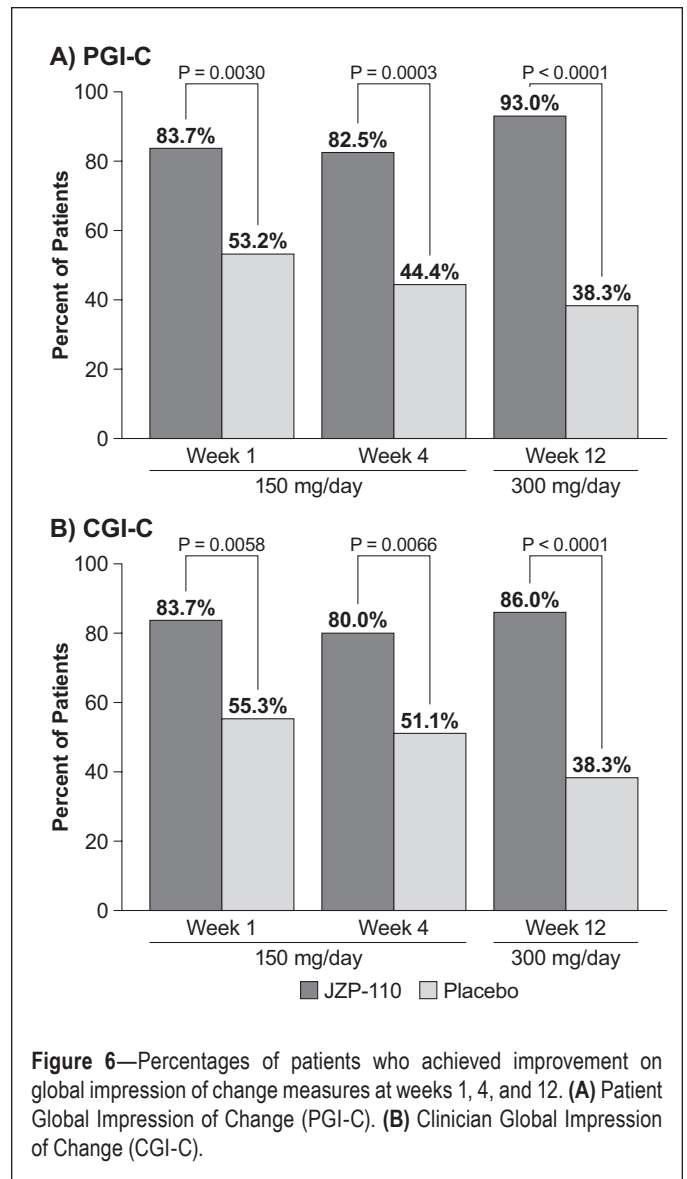 A) PGI-C
P = 0.0030 P = 0.0003 P < 0.0001
100
80
60
40
20
0
Percent of Patients
83.7% 53.2% 82.5% 44.4% 93.0% 38.3%
Week 1 Week 4 Week 12
150 mg/day 300 mg/day
B) CGI-C
P = 0.0058 P = 0.0066 P < 0.0001
100
80
60
40
20
0
Percent of Patients
83.7% 55.3% 80.0% 51.1% 86.0% 38.3%
Week 1 Week 4 Week 12
150 mg/day 300 mg/day
JZP-110 Placebo
Figure 6—Percentages of patients who achieved improvement on
global impression of change measures at weeks 1, 4, and 12. (A) Patient
Global Impression of Change (PGI-C). (B) Clinician Global Impression
of Change (CGI-C).